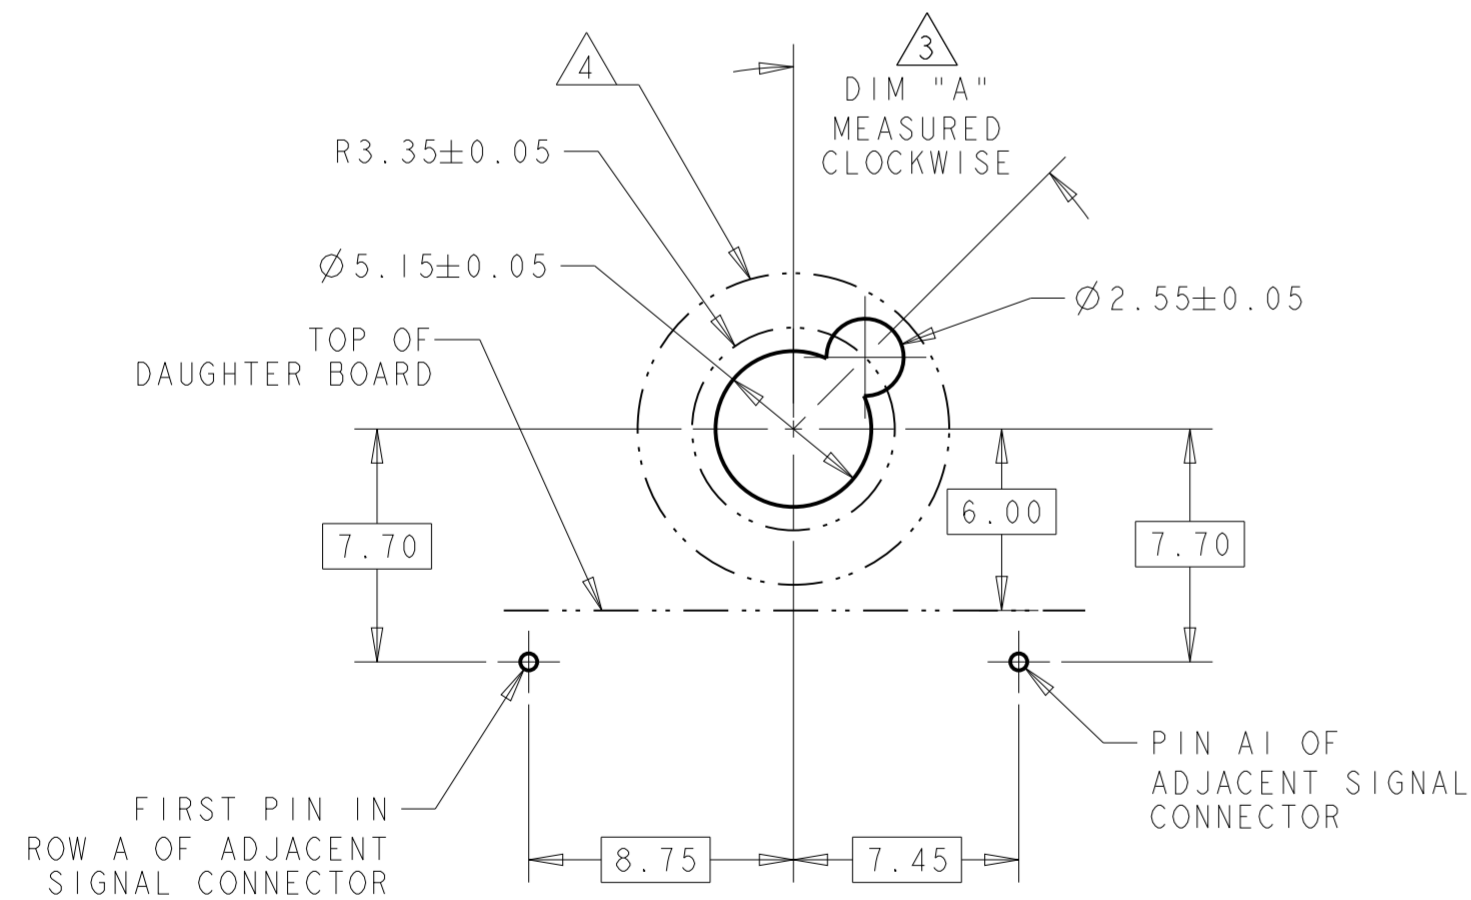 4
3
DIM "A"
MEASURED
CLOCKWISE
R3.35±0.05
Ø5.15±0.05
Ø2.55±0.05
TOP OF
DAUGHTER BOARD
6.00
7.70
7.70
PIN A1 OF
ADJACENT SIGNAL
CONNECTOR
FIRST PIN IN
ROW A OF ADJACENT
SIGNAL CONNECTOR
8.75
7.45